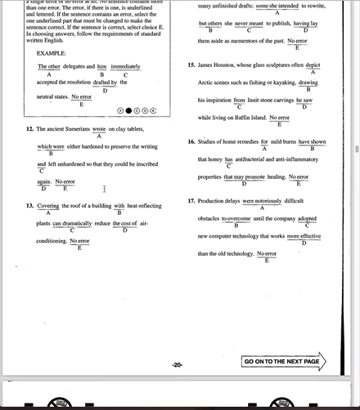 than one error. The error, if there is one, is underlined
and lettered. If the sentence contains an error, select the
one underlined part that must be changed to make the
sentence correct. If the sentence is correct, select choice E.
In choosing answers, follow the requirements of standard
written English.
EXAMPLE:
The other delegates and him immediately
A B C
accepted the resolution drafted by the
D
neutral states. No error
E
A C D E
12. The ancient Sumerians wrote on clay tablets,
A
which were either hardened to preserve the writing
B
and left unhardened so that they could be inscribed
C
again. No error
D E
13. Covering the roof of a building with heat-reflecting
A B
plants can dramatically reduce the cost of air-
C D
conditioning. No error
E
many unfinished drafts; some she intended to rewrite,
A
but others she never meant to publish, having lay
B C D
them aside as mementoes of the past. No error
E
15. James Houston, whose glass sculptures often depict
A
Arctic scenes such as fishing or kayaking, drawing
B
his inspiration from Inuit stone carvings he saw
C D
while living on Baffin Island. No error
E
16. Studies of home remedies for mild burns have shown
A B
that honey has antibacterial and anti-inflammatory
C
properties that may promote healing. No error
D E
17. Production delays were notoriously difficult
A
obstacles to overcome until the company adopted
B C
new computer technology that works more effective
D
than the old technology. No error
E
-20-
GO ON TO THE NEXT PAGE